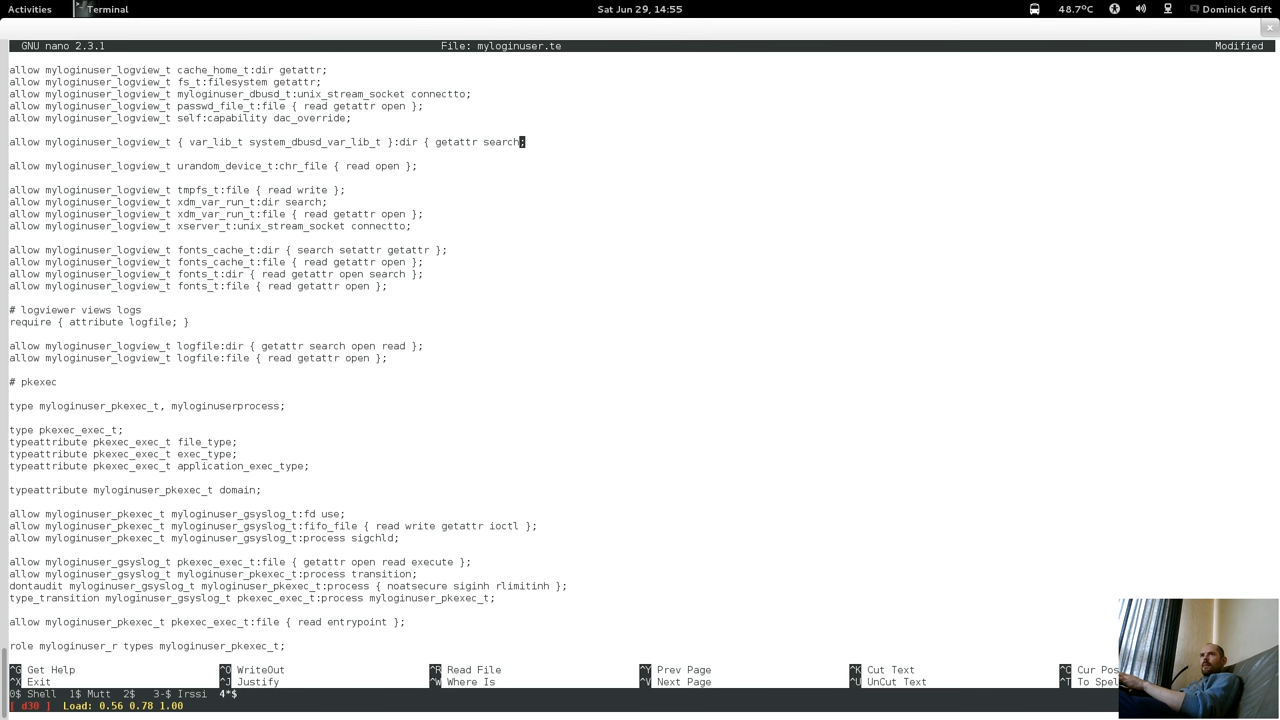 Activities Terminal Sat Jun 29, 14:55 48.7°C Dominick Grift
GNU nano 2.3.1 File: myloginuser.te Modified
allow myloginuser_logview_t cache_home_t:dir getattr;
allow myloginuser_logview_t fs_t:filesystem getattr;
allow myloginuser_logview_t myloginuser_dbusd_t:unix_stream_socket connectto;
allow myloginuser_logview_t passwd_file_t:file { read getattr open };
allow myloginuser_logview_t self:capability dac_override;
allow myloginuser_logview_t { var_lib_t system_dbusd_var_lib_t }:dir { getattr search;
allow myloginuser_logview_t urandom_device_t:chr_file { read open };
allow myloginuser_logview_t tmpfs_t:file { read write };
allow myloginuser_logview_t xdm_var_run_t:dir search;
allow myloginuser_logview_t xdm_var_run_t:file { read getattr open };
allow myloginuser_logview_t xserver_t:unix_stream_socket connectto;
allow myloginuser_logview_t fonts_cache_t:dir { search setattr getattr };
allow myloginuser_logview_t fonts_cache_t:file { read getattr open };
allow myloginuser_logview_t fonts_t:dir { read getattr open search };
allow myloginuser_logview_t fonts_t:file { read getattr open };
# logviewer views logs
require { attribute logfile; }
allow myloginuser_logview_t logfile:dir { getattr search open read };
allow myloginuser_logview_t logfile:file { read getattr open };
# pkexec
type myloginuser_pkexec_t, myloginuserprocess;
type pkexec_exec_t;
typeattribute pkexec_exec_t file_type;
typeattribute pkexec_exec_t exec_type;
typeattribute pkexec_exec_t application_exec_type;
typeattribute myloginuser_pkexec_t domain;
allow myloginuser_pkexec_t myloginuser_gsyslog_t:fd use;
allow myloginuser_pkexec_t myloginuser_gsyslog_t:fifo_file { read write getattr ioctl };
allow myloginuser_pkexec_t myloginuser_gsyslog_t:process sigchld;
allow myloginuser_gsyslog_t pkexec_exec_t:file { getattr open read execute };
allow myloginuser_gsyslog_t myloginuser_pkexec_t:process transition;
dontaudit myloginuser_gsyslog_t myloginuser_pkexec_t:process { noatsecure siginh rlimitinh };
type_transition myloginuser_gsyslog_t pkexec_exec_t:process myloginuser_pkexec_t;
allow myloginuser_pkexec_t pkexec_exec_t:file { read entrypoint };
role myloginuser_r types myloginuser_pkexec_t;
^G Get Help ^O WriteOut ^R Read File ^Y Prev Page ^K Cut Text ^C Cur Pos
^X Exit ^J Justify ^W Where Is ^V Next Page ^U UnCut Text ^T To Spel
0$ Shell 1$ Mutt 2$ 3-$ Irssi 4*$
[ d30 ] Load: 0.56 0.78 1.00